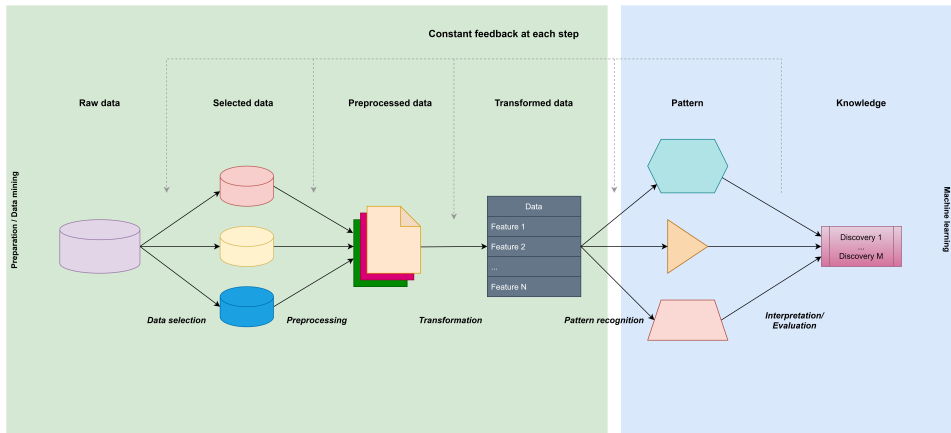 Constant feedback at each step
Raw data
Selected data
Preprocessed data
Transformed data
Pattern
Knowledge
Preparation / Data mining
Machine learning
Data
Feature 1
Feature 2
...
Feature N
Discovery 1
...
Discovery M
Data selection
Preprocessing
Transformation
Pattern recognition
Interpretation/
Evaluation